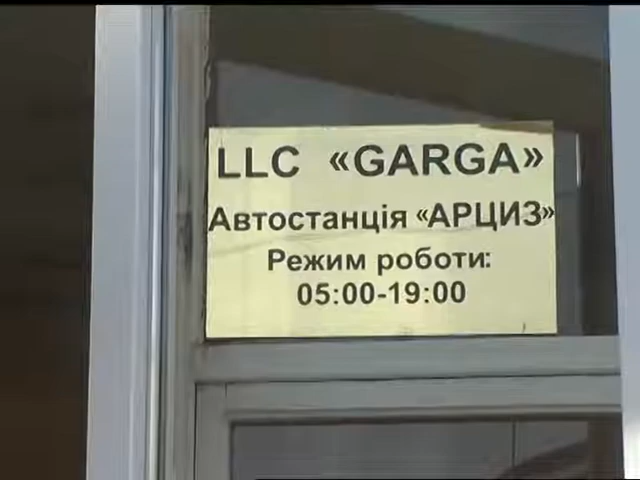 LLC «GARGA»
Автостанція «АРЦИЗ»
Режим роботи:
05:00-19:00